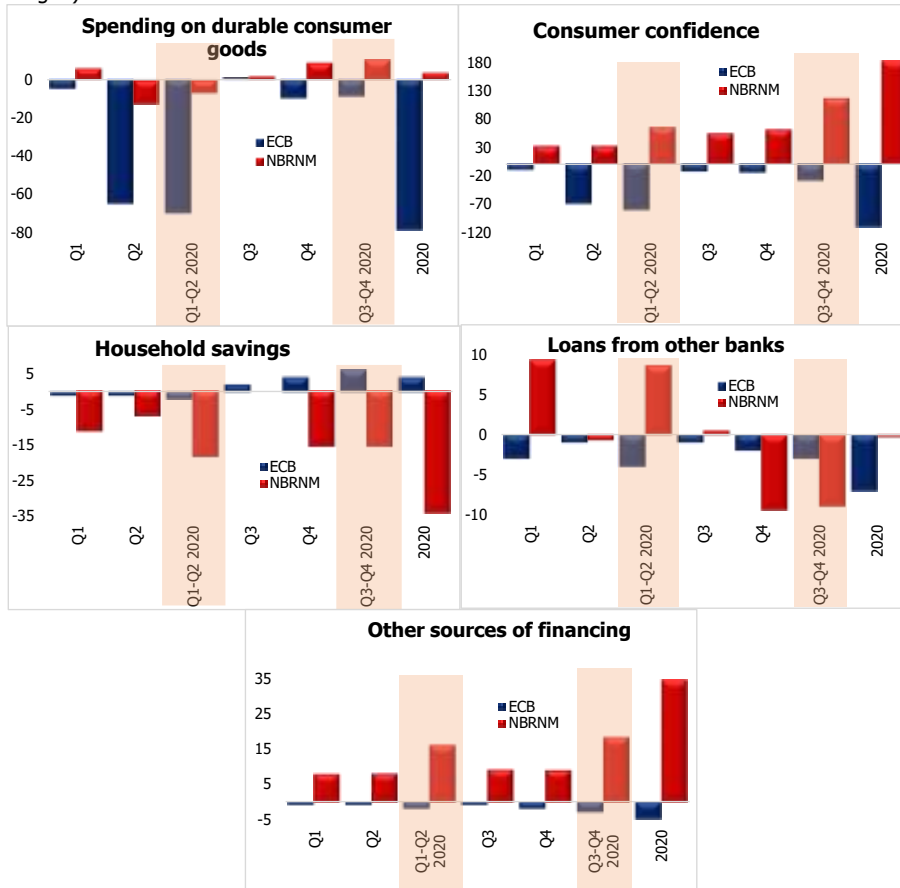 Spending on durable consumer
goods
0
-20
-40
-60
-80
ECB
NBRNM
Q1
Q2
Q1-Q2 2020
Q3
Q4
Q3-Q4 2020
2020
Consumer confidence
180
130
80
30
-20
-70
-120
ECB
NBRNM
Q1
Q2
Q1-Q2 2020
Q3
Q4
Q3-Q4 2020
2020
Household savings
5
-5
-15
-25
-35
ECB
NBRNM
Q1
Q2
Q1-Q2 2020
Q3
Q4
Q3-Q4 2020
2020
Loans from other banks
10
5
0
-5
-10
ECB
NBRNM
Q1
Q2
Q1-Q2 2020
Q3
Q4
Q3-Q4 2020
2020
Other sources of financing
35
25
15
5
-5
ECB
NBRNM
Q1
Q2
Q1-Q2
2020
Q3
Q4
Q3-Q4
2020
2020